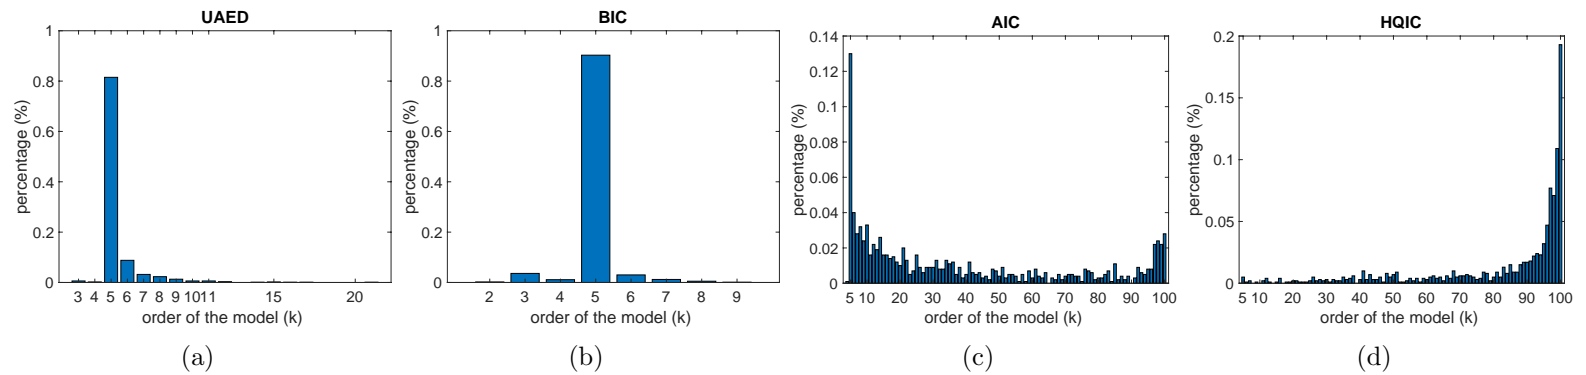 UAED
percentage (%)
1
0.8
0.6
0.4
0.2
0
3 4 5 6 7 8 9 10 11 15 20
order of the model (k)
(a)
BIC
percentage (%)
1
0.8
0.6
0.4
0.2
0
2 3 4 5 6 7 8 9
order of the model (k)
(b)
AIC
percentage (%)
0.14
0.12
0.1
0.08
0.06
0.04
0.02
0
5 10 20 30 40 50 60 70 80 90 100
order of the model (k)
(c)
HQIC
percentage (%)
0.2
0.15
0.1
0.05
0
5 10 20 30 40 50 60 70 80 90 100
order of the model (k)
(d)